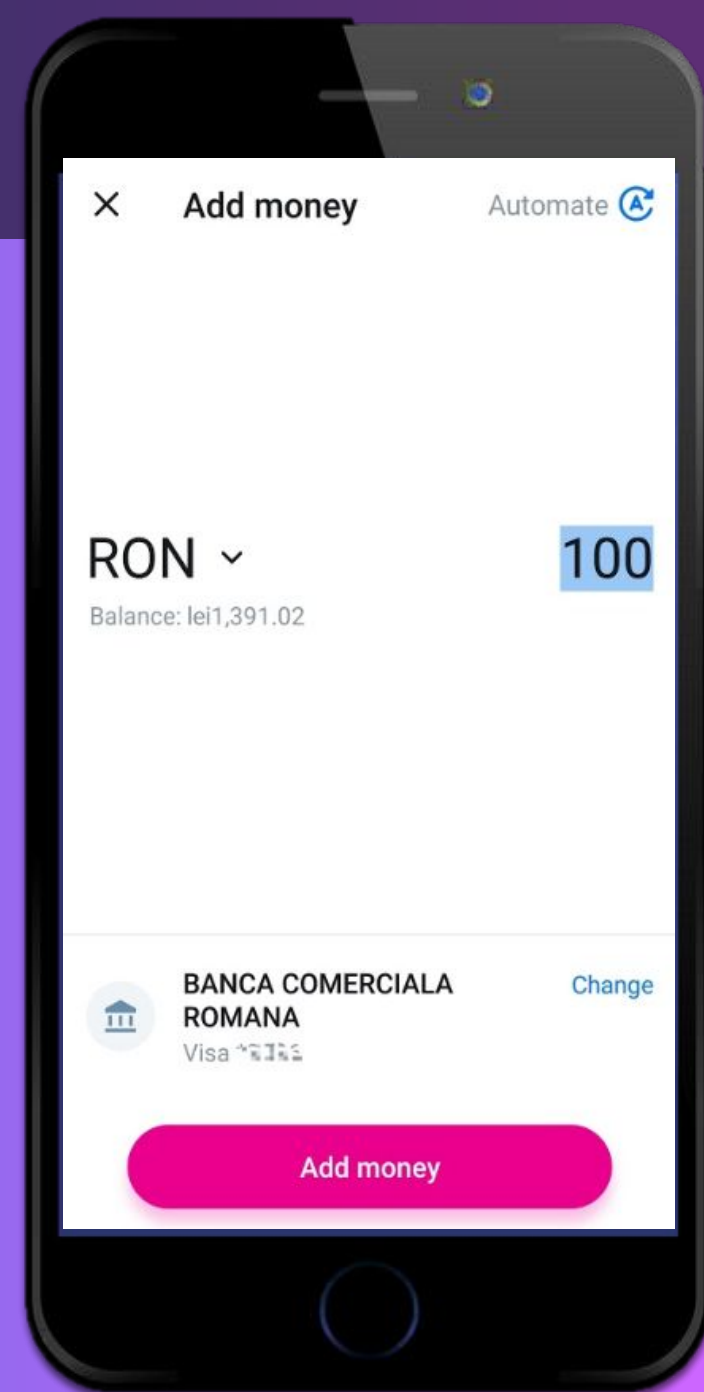 Add money
Automate
RON
100
Balance: lei1,391.02
BANCA COMERCIALA
Change
ROMANA
Visa
Add money